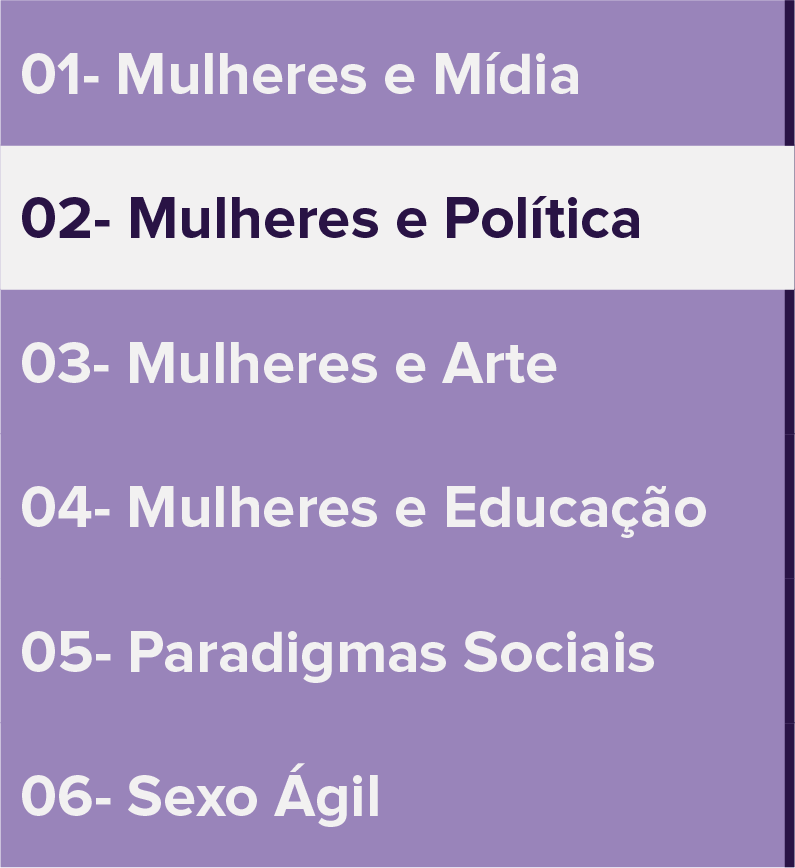 01- Mulheres e Mídia
02- Mulheres e Política
03- Mulheres e Arte
04- Mulheres e Educação
05- Paradigmas Sociais
06- Sexo Ágil